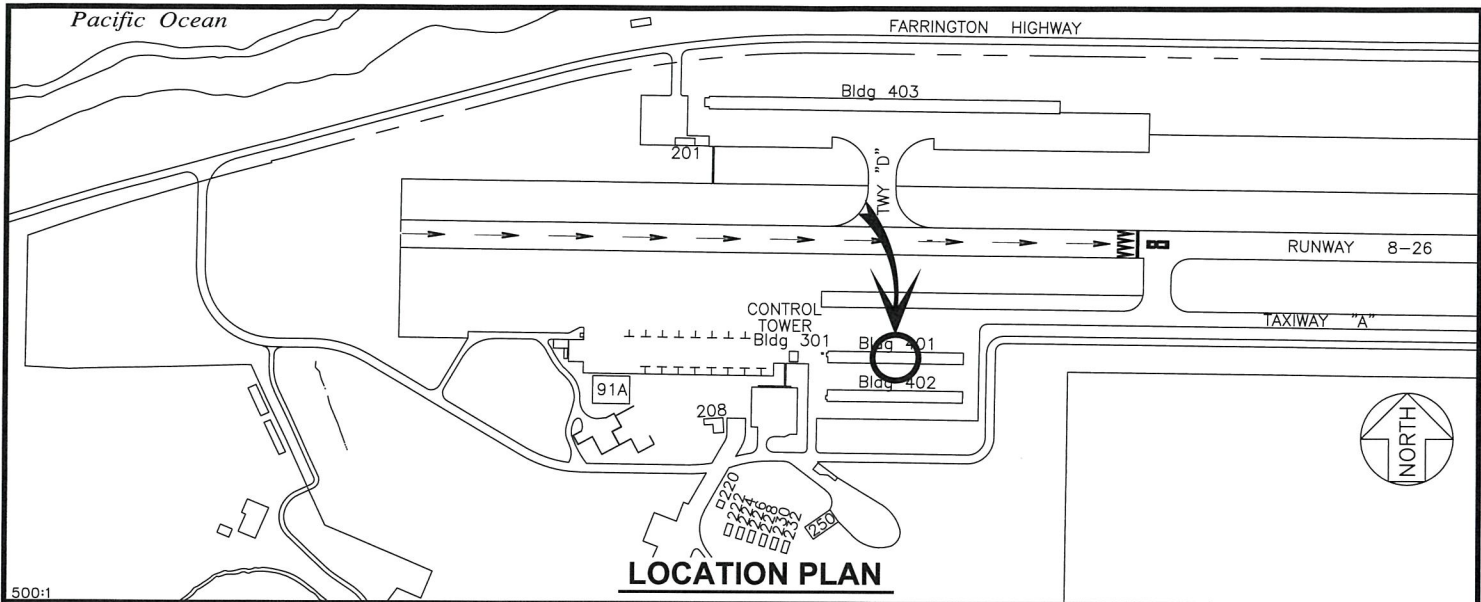 Pacific Ocean
FARRINGTON HIGHWAY
Bldg 403
201
TWY "D"
RUNWAY 8-26
CONTROL
TOWER
Bldg 301
Bldg 401
TAXIWAY "A"
Bldg 402
91A
208
NORTH
220
222
224
226
228
230
232
250
LOCATION PLAN
500:1